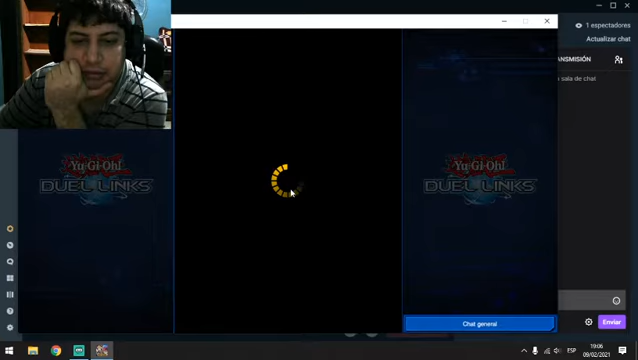 1 espectadores
Actualizar chat
ANSMISIÓN
sala de chat
Yu-Gi-Oh!
DUEL LINKS
Yu-Gi-Oh!
DUEL LINKS
Chat general
Enviar
ESP
19:06
09/02/2021